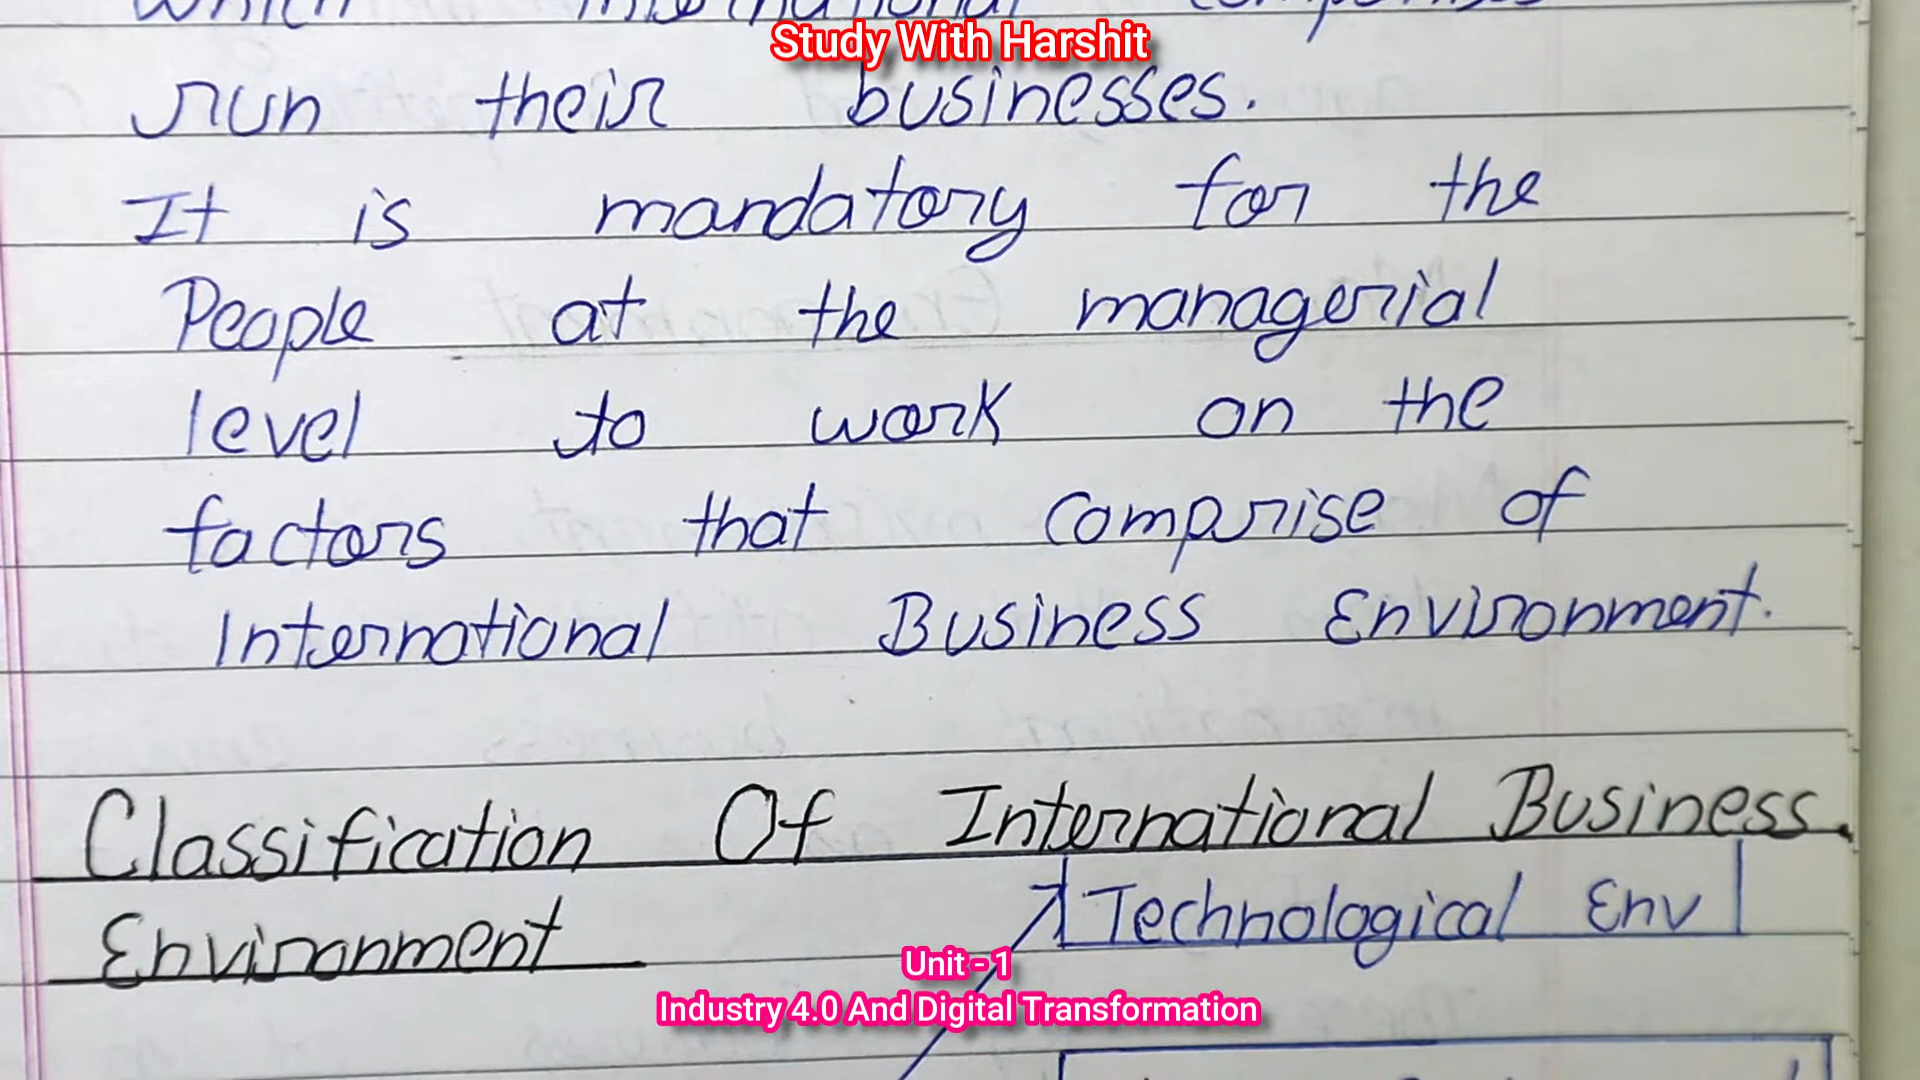 which international
Study With Harshit
run their businesses.
It is mandatory for the
People at the managerial
level to work on the
factors that comprise of
International Business Environment.
Classification Of International Business
Environment
Technological Env
Unit - 1
Industry 4.0 And Digital Transformation